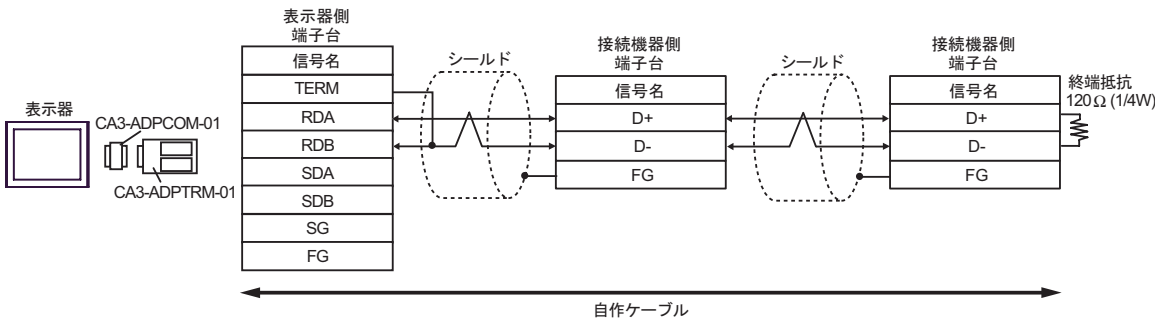 表示器
CA3-ADPCOM-01
CA3-ADPTRM-01
表示器側
端子台
信号名
TERM
RDA
RDB
SDA
SDB
SG
FG
シールド
接続機器側
端子台
信号名
D+
D-
FG
シールド
接続機器側
端子台
信号名
D+
D-
FG
終端抵抗
120Ω (1/4W)
自作ケーブル